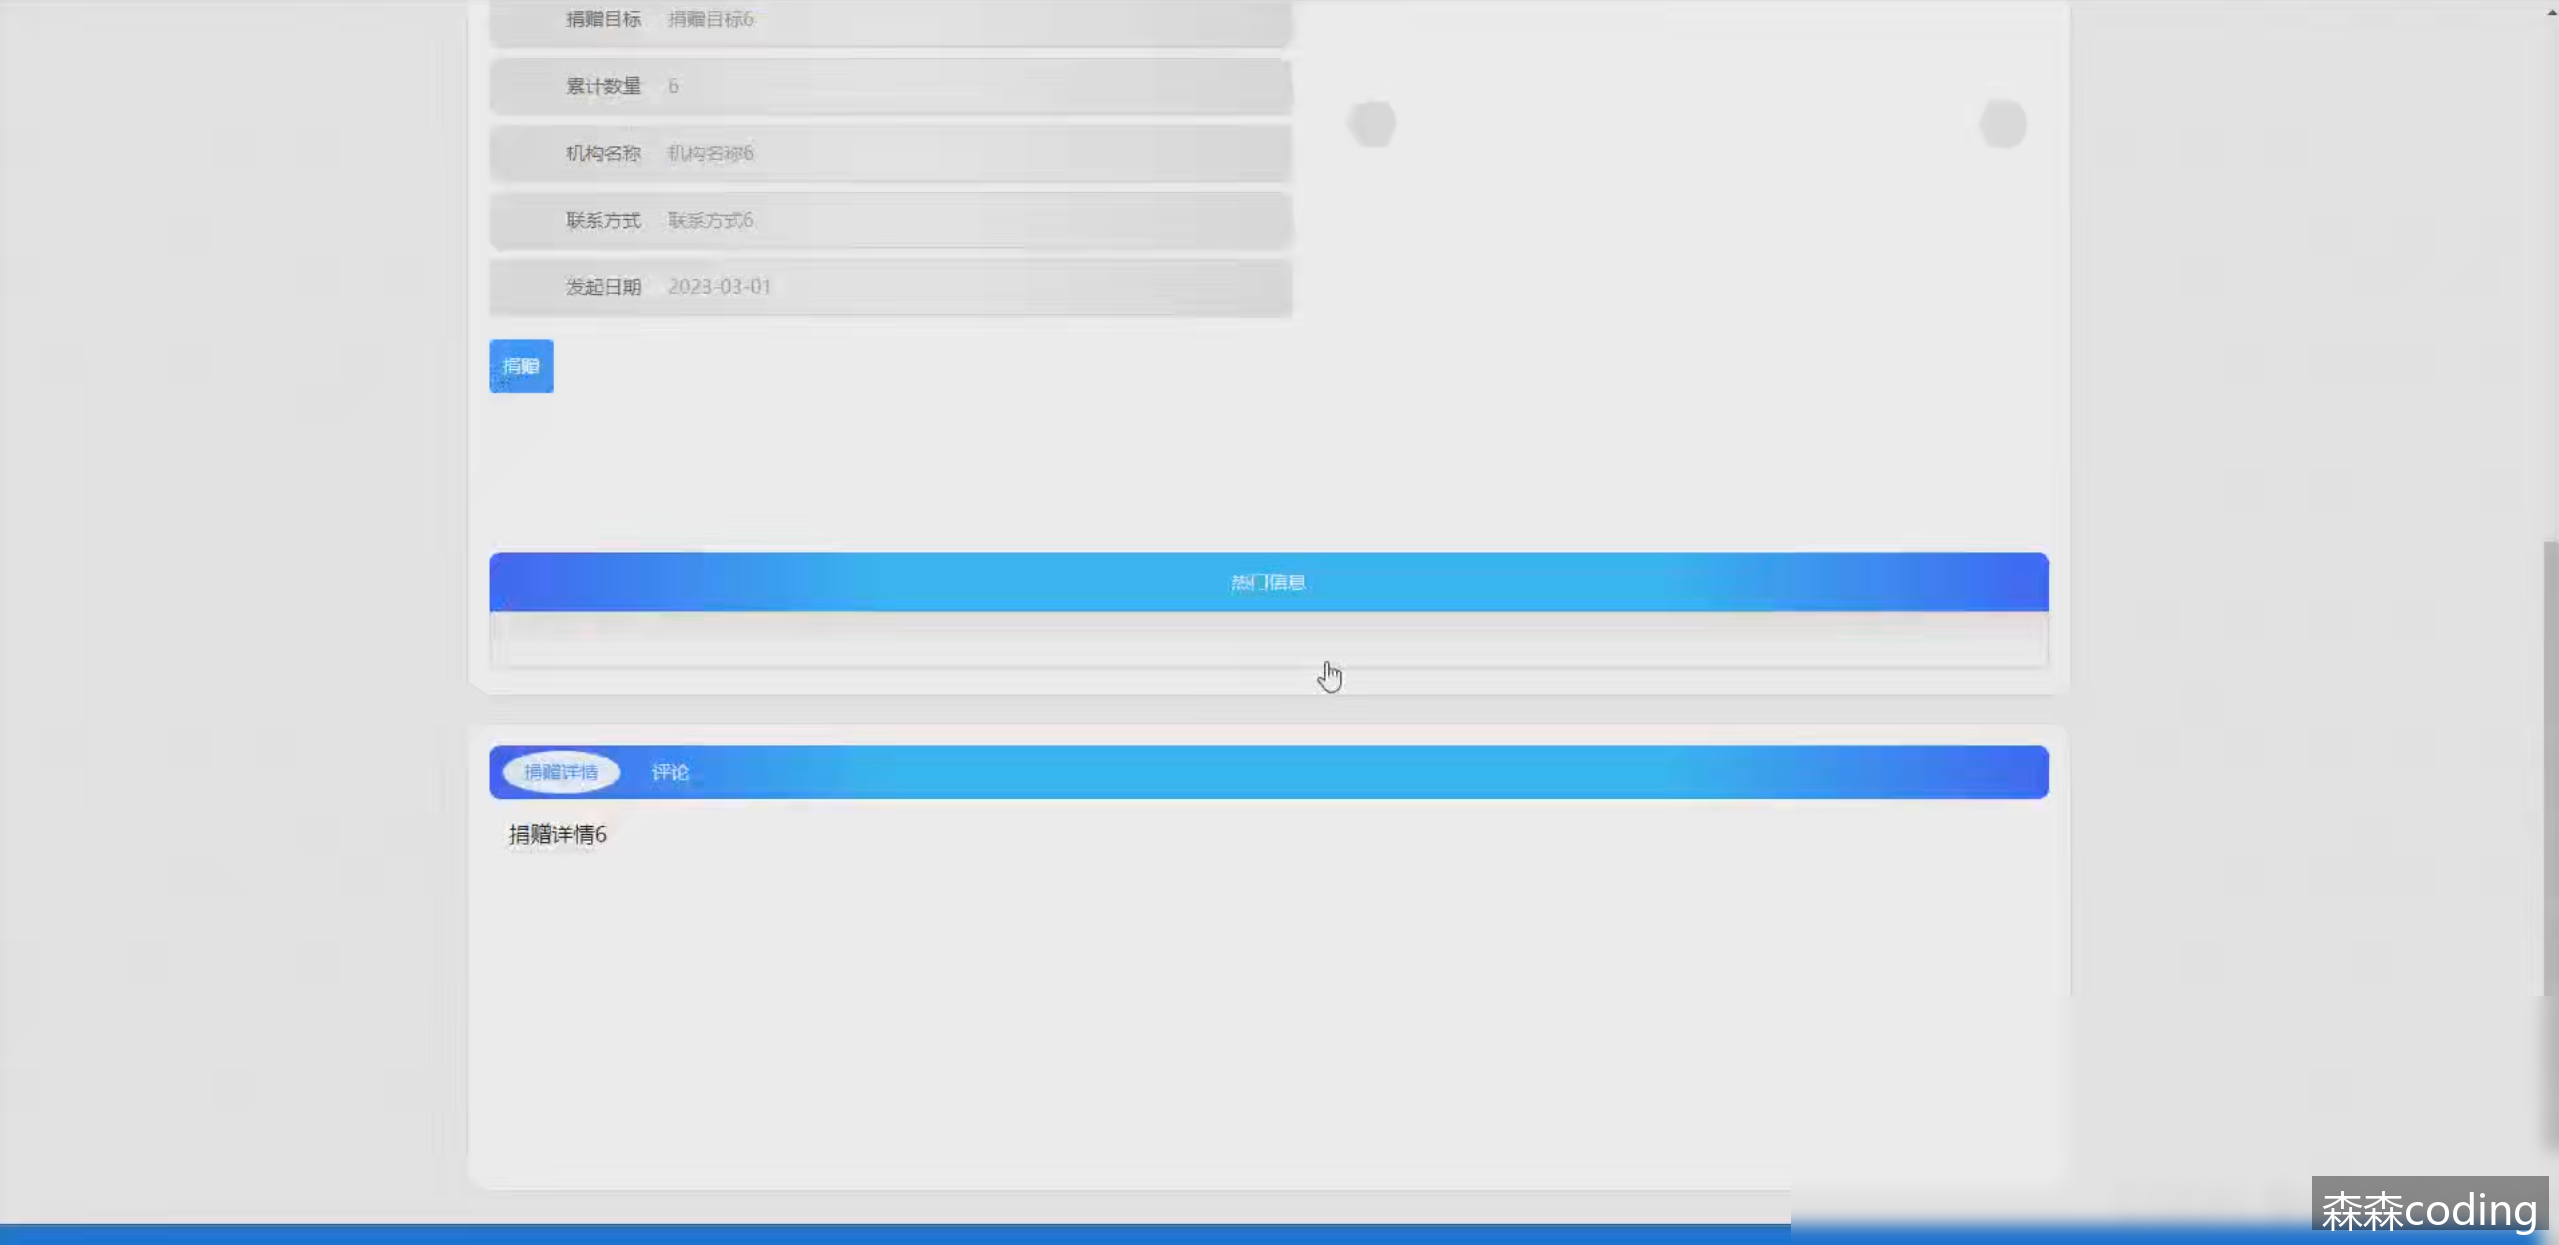 捐赠目标 捐赠目标6
累计数量 6
机构名称 机构名称6
联系方式 联系方式6
发起日期 2023-03-01
捐赠
热门信息
捐赠详情 评论
捐赠详情6
森森coding